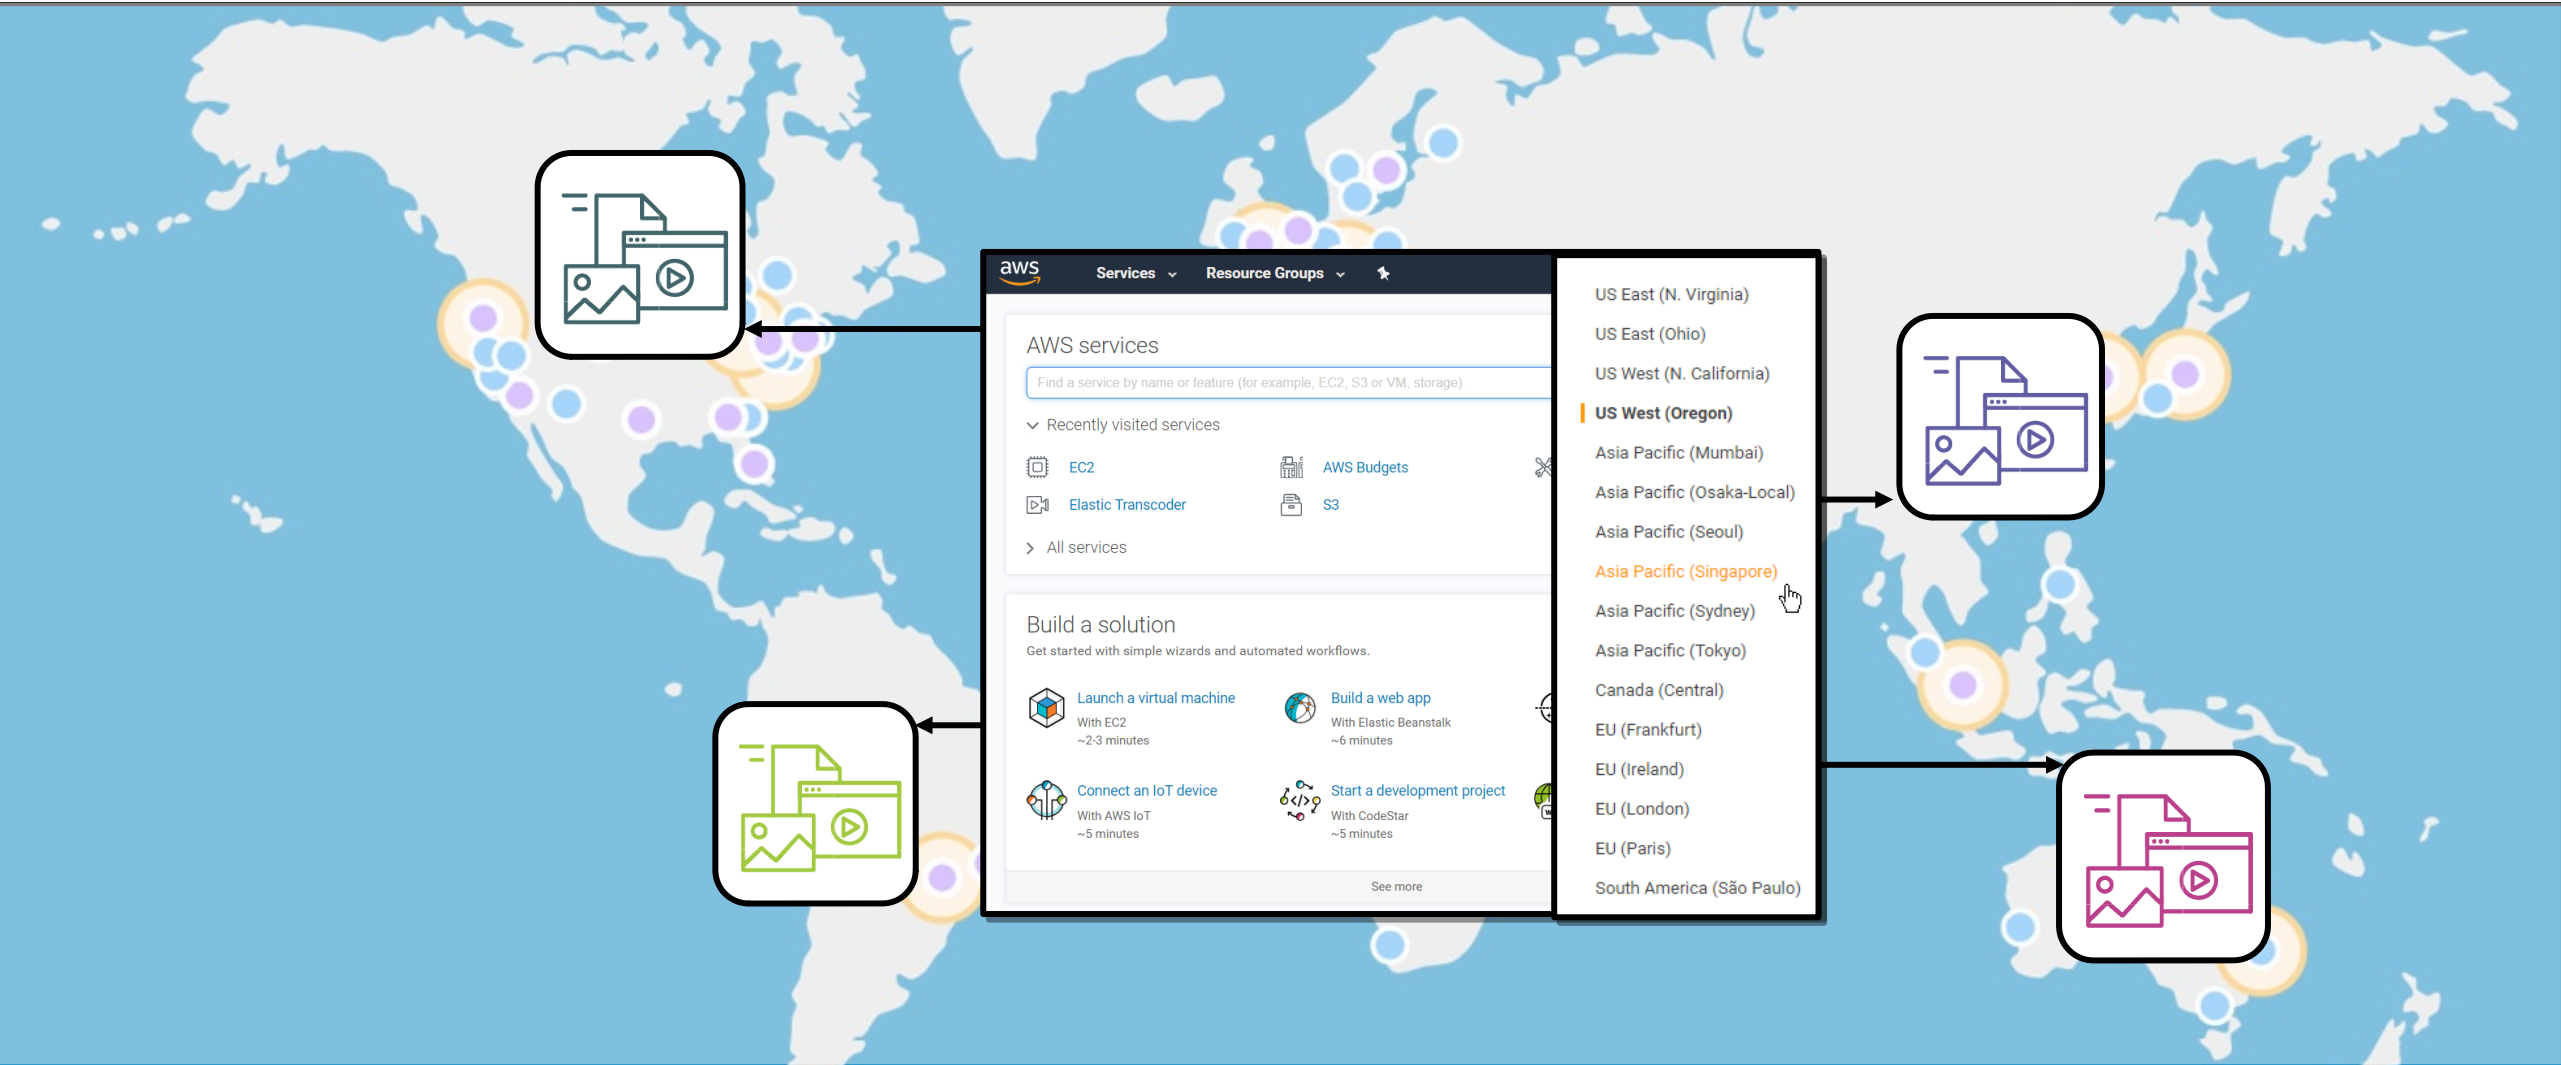 aws
Services
Resource Groups
AWS services
Find a service by name or feature (for example, EC2, S3 or VM, storage).
Recently visited services
EC2
AWS Budgets
Elastic Transcoder
S3
All services
Build a solution
Get started with simple wizards and automated workflows.
Launch a virtual machine
With EC2
~2-3 minutes
Build a web app
With Elastic Beanstalk
~6 minutes
Connect an IoT device
With AWS IoT
~5 minutes
Start a development project
With CodeStar
~5 minutes
See more
US East (N. Virginia)
US East (Ohio)
US West (N. California)
US West (Oregon)
Asia Pacific (Mumbai)
Asia Pacific (Osaka-Local)
Asia Pacific (Seoul)
Asia Pacific (Singapore)
Asia Pacific (Sydney)
Asia Pacific (Tokyo)
Canada (Central)
EU (Frankfurt)
EU (Ireland)
EU (London)
EU (Paris)
South America (São Paulo)